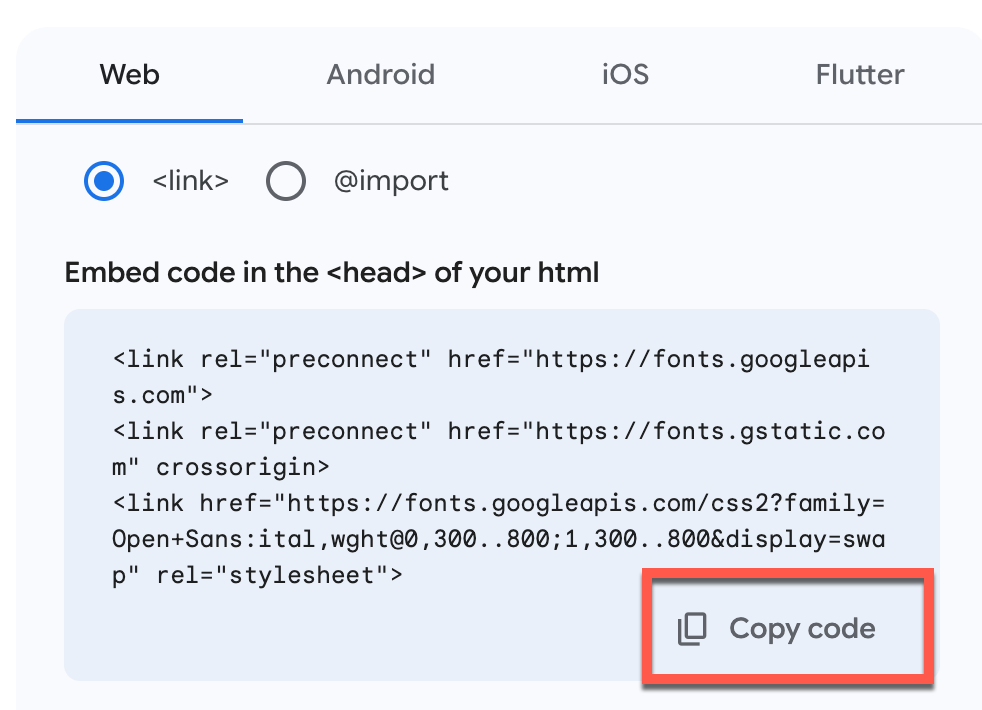 Web Android iOS Flutter
<link> @import
Embed code in the <head> of your html
<link rel="preconnect" href="https://fonts.googleapi
s.com">
<link rel="preconnect" href="https://fonts.gstatic.co
m" crossorigin>
<link href="https://fonts.googleapis.com/css2?family=
Open+Sans:ital,wght@0,300..800;1,300..800&display=swa
p" rel="stylesheet">
Copy code